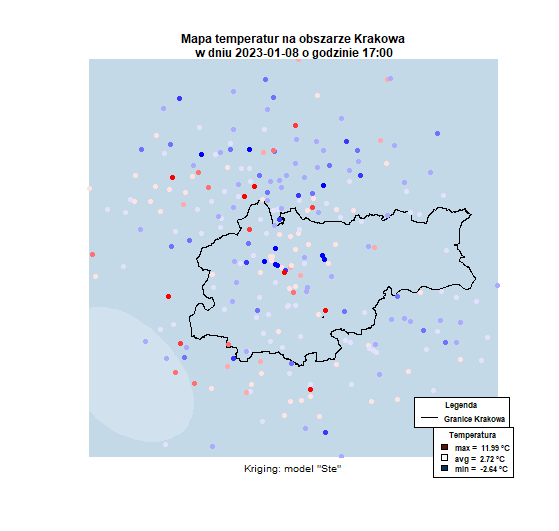 Mapa temperatur na obszarze Krakowa
w dniu 2023-01-08 o godzinie 17:00
Legenda
Granice Krakowa
Temperatura
max = 11.99 °C
avg = 2.72 °C
min = -2.64 °C
Kriging: model "Ste"